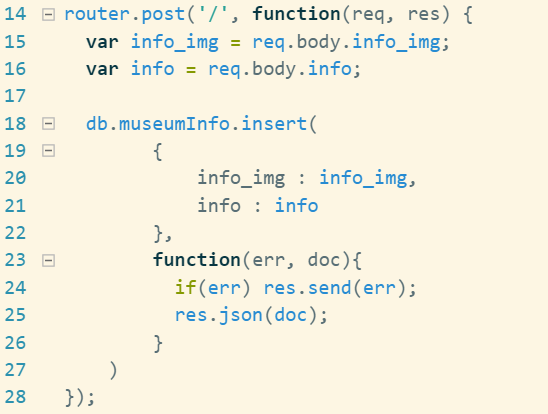 14 router.post('/', function(req, res) {
15 var info_img = req.body.info_img;
16 var info = req.body.info;
17
18 db.museumInfo.insert(
19 {
20 info_img : info_img,
21 info : info
22 },
23 function(err, doc){
24 if(err) res.send(err);
25 res.json(doc);
26 }
27 )
28 });